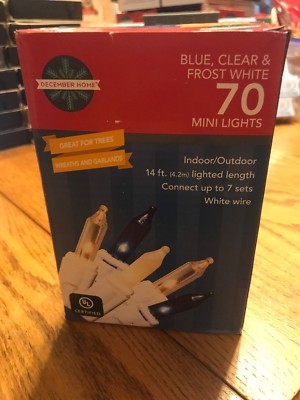 DECEMBER HOME
BLUE, CLEAR &
FROST WHITE
70
MINI LIGHTS
GREAT FOR TREES
WREATHS AND GARLANDS
Indoor/Outdoor
14 ft. (4.2m) lighted length
Connect up to 7 sets
White wire
UL
CERTIFIED